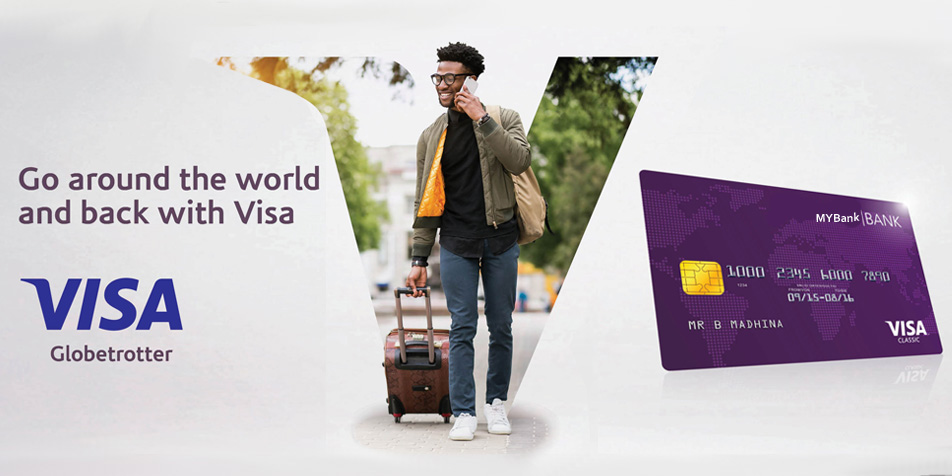 Go around the world
and back with Visa
VISA
Globetrotter
MYBank|BANK
1000 2345 6000 7890
1234
09/15-08/16
MR B MADHINA
VISA
CLASSIC